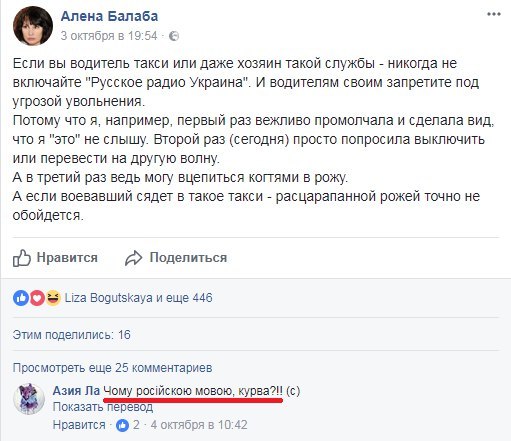 Алена Балаба
3 октября в 19:54 ·
Если вы водитель такси или даже хозяин такой службы - никогда не
включайте "Русское радио Украина". И водителям своим запретите под
угрозой увольнения.
Потому что я, например, первый раз вежливо промолчала и сделала вид,
что я "это" не слышу. Второй раз (сегодня) просто попросила выключить
или перевести на другую волну.
А в третий раз ведь могу вцепиться когтями в рожу.
А если воевавший сядет в такое такси - расцарапанной рожей точно не
обойдется.
Нравится Поделиться
Liza Bogutskaya и еще 446
Этим поделились: 16
Просмотреть еще 25 комментариев
Азия Ла Чому російскою мовою, курва?!! (с)
Показать перевод
Нравится · 2 · 4 октября в 10:42